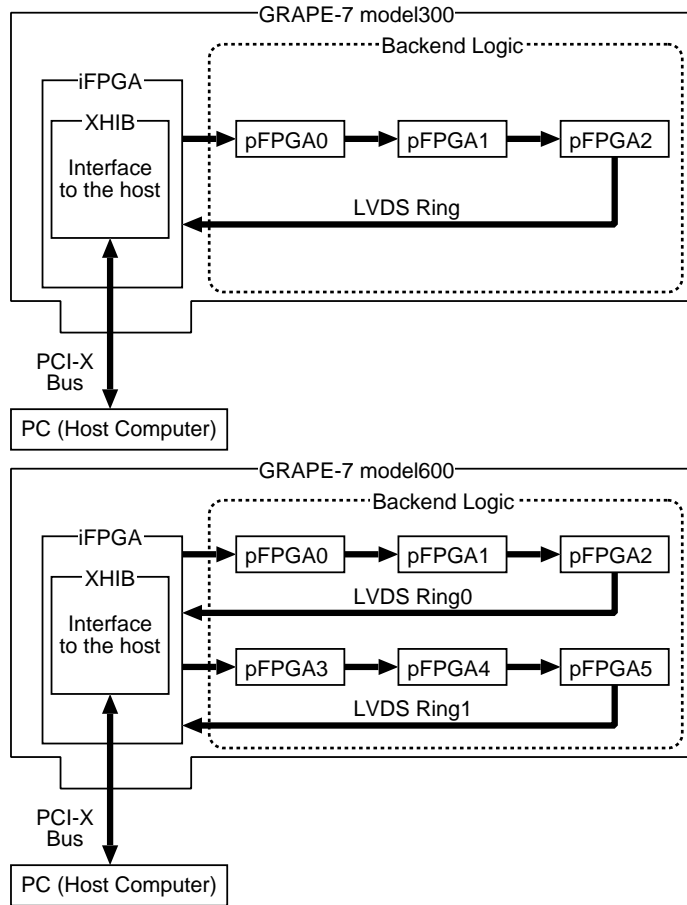 GRAPE-7 model300
Backend Logic
iFPGA
XHIB
Interface
to the host
pFPGA0
pFPGA1
pFPGA2
LVDS Ring
PCI-X
Bus
PC (Host Computer)
GRAPE-7 model600
Backend Logic
iFPGA
XHIB
Interface
to the host
pFPGA0
pFPGA1
pFPGA2
LVDS Ring0
pFPGA3
pFPGA4
pFPGA5
LVDS Ring1
PCI-X
Bus
PC (Host Computer)